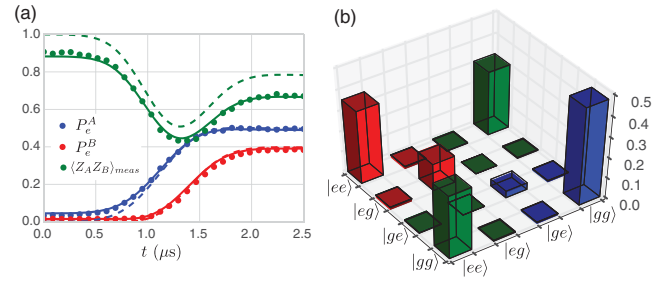 (a)
1.0
0.8
0.6
0.4
0.2
0.0
P_e^A
P_e^B
⟨Z_A Z_B⟩_meas
0.0 0.5 1.0 1.5 2.0 2.5
t (μs)
(b)
0.5
0.4
0.3
0.2
0.1
0.0
|ee⟩
|eg⟩
|ge⟩
|gg⟩
|ee⟩
|eg⟩
|ge⟩
|gg⟩